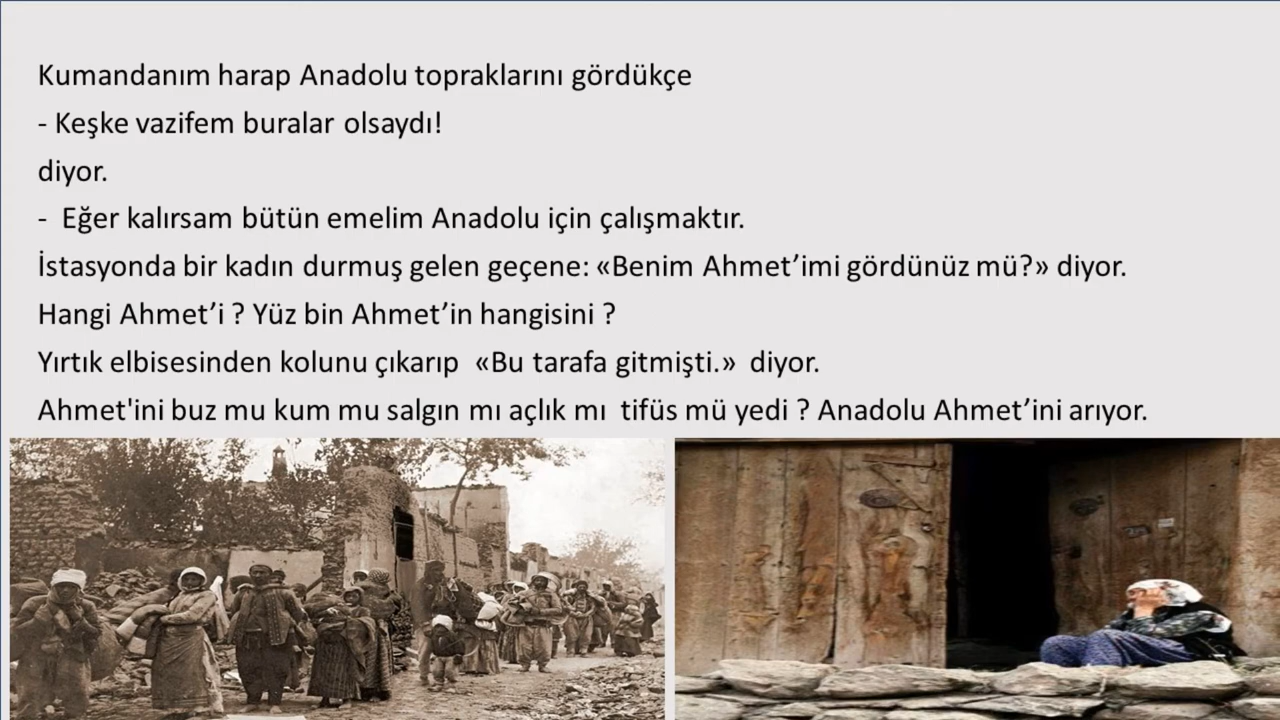 Kumandanım harap Anadolu topraklarını gördükçe
- Keşke vazifem buralar olsaydı!
diyor.
- Eğer kalırsam bütün emelim Anadolu için çalışmaktır.
İstasyonda bir kadın durmuş gelen geçene: «Benim Ahmet’imi gördünüz mü?» diyor.
Hangi Ahmet’i ? Yüz bin Ahmet’in hangisini ?
Yırtık elbisesinden kolunu çıkarıp «Bu tarafa gitmişti.» diyor.
Ahmet'ini buz mu kum mu salgın mı açlık mı tifüs mü yedi ? Anadolu Ahmet’ini arıyor.